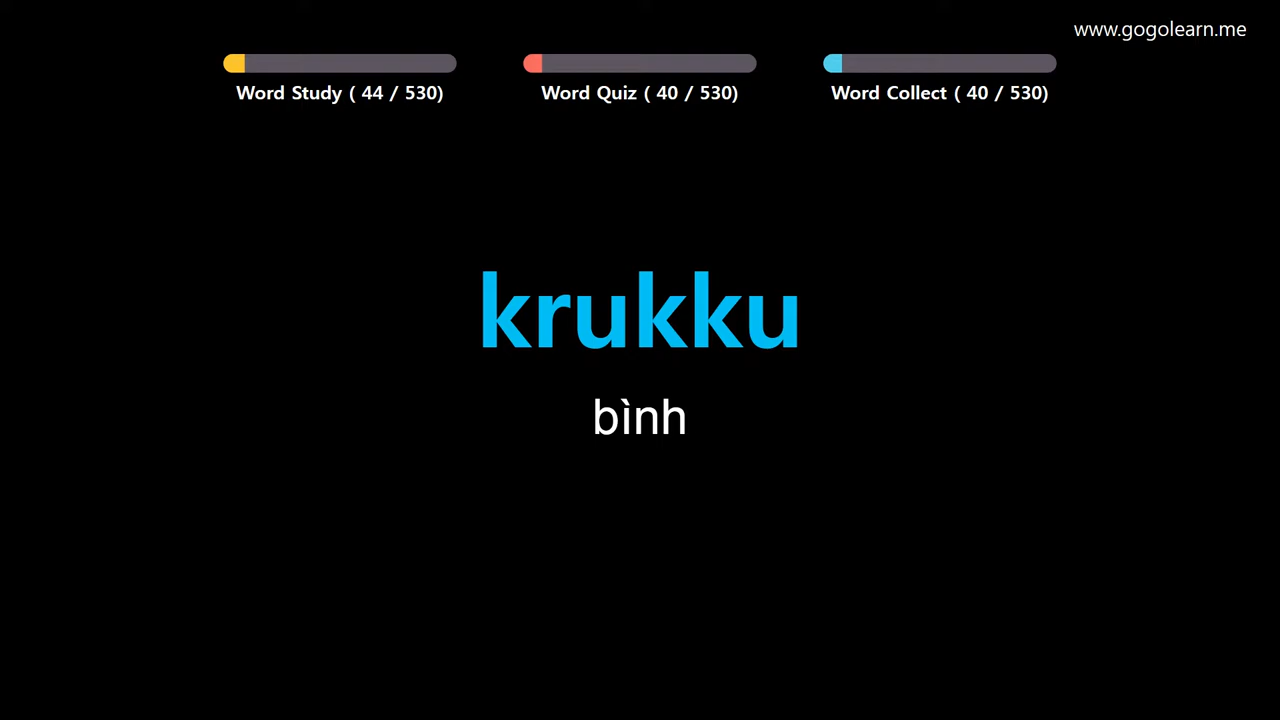 www.gogolearn.me
Word Study ( 44 / 530)
Word Quiz ( 40 / 530)
Word Collect ( 40 / 530)
krukku
bình